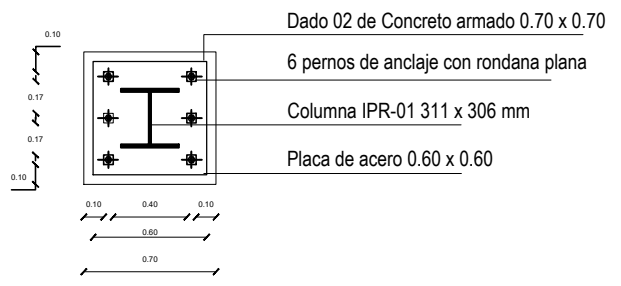 Dado 02 de Concreto armado 0.70 x 0.70
6 pernos de anclaje con rondana plana
Columna IPR-01 311 x 306 mm
Placa de acero 0.60 x 0.60
0.10
0.17
0.17
0.10
0.10 0.40 0.10
0.60
0.70